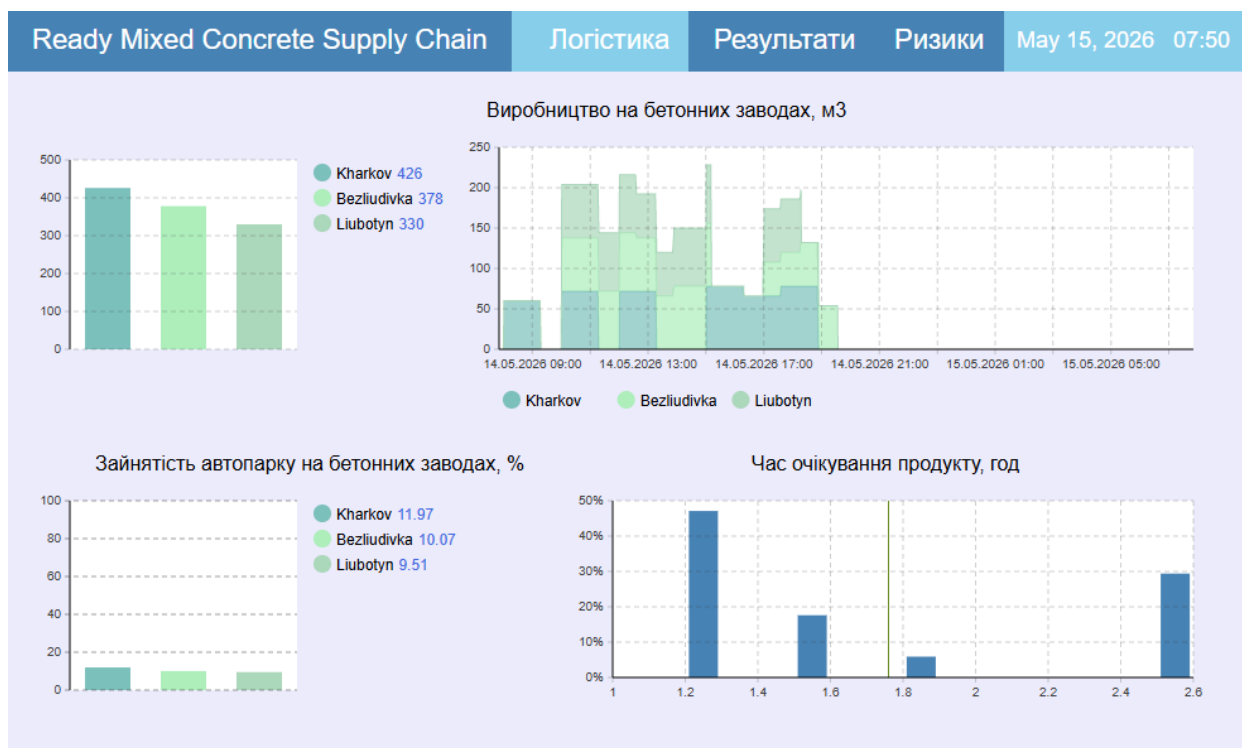 Ready Mixed Concrete Supply Chain Логістика Результати Ризики May 15, 2026 07:50
Виробництво на бетонних заводах, м3
500
400
300
200
100
0
Kharkov 426
Bezliudivka 378
Liubotyn 330
250
200
150
100
50
0
14.05.2026 09:00 14.05.2026 13:00 14.05.2026 17:00 14.05.2026 21:00 15.05.2026 01:00 15.05.2026 05:00
Kharkov Bezliudivka Liubotyn
Зайнятість автопарку на бетонних заводах, %
100
80
60
40
20
0
Kharkov 11.97
Bezliudivka 10.07
Liubotyn 9.51
Час очікування продукту, год
50%
40%
30%
20%
10%
0%
1 1.2 1.4 1.6 1.8 2 2.2 2.4 2.6